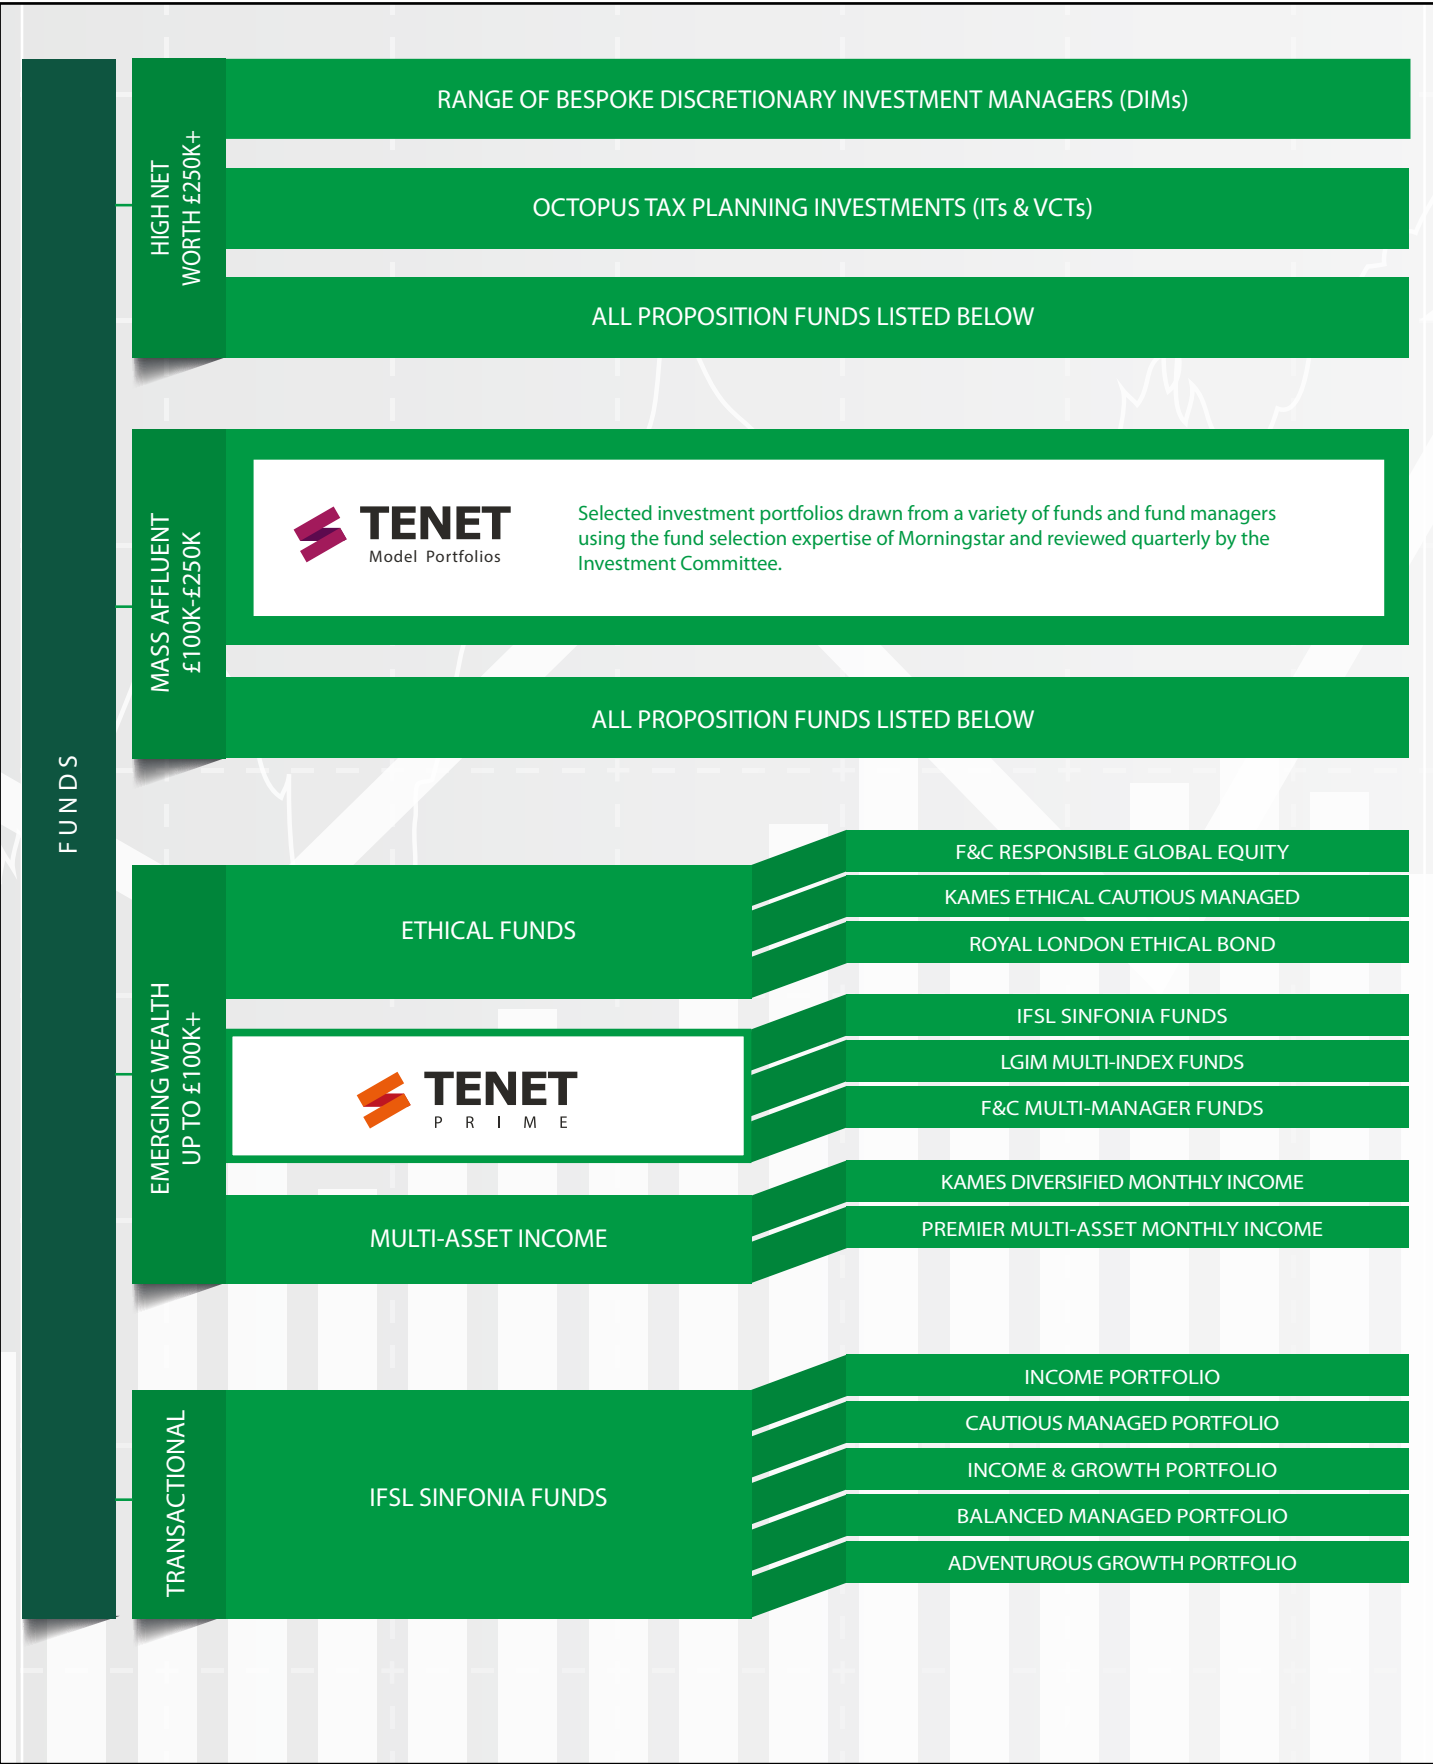 FUNDS
HIGH NET
WORTH £250K+
RANGE OF BESPOKE DISCRETIONARY INVESTMENT MANAGERS (DIMs)
OCTOPUS TAX PLANNING INVESTMENTS (ITs & VCTs)
ALL PROPOSITION FUNDS LISTED BELOW
MASS AFFLUENT
£100K-£250K
TENET
Model Portfolios
Selected investment portfolios drawn from a variety of funds and fund managers
using the fund selection expertise of Morningstar and reviewed quarterly by the
Investment Committee.
ALL PROPOSITION FUNDS LISTED BELOW
EMERGING WEALTH
UP TO £100K+
ETHICAL FUNDS
F&C RESPONSIBLE GLOBAL EQUITY
KAMES ETHICAL CAUTIOUS MANAGED
ROYAL LONDON ETHICAL BOND
TENET
PRIME
IFSL SINFONIA FUNDS
LGIM MULTI-INDEX FUNDS
F&C MULTI-MANAGER FUNDS
MULTI-ASSET INCOME
KAMES DIVERSIFIED MONTHLY INCOME
PREMIER MULTI-ASSET MONTHLY INCOME
TRANSACTIONAL
IFSL SINFONIA FUNDS
INCOME PORTFOLIO
CAUTIOUS MANAGED PORTFOLIO
INCOME & GROWTH PORTFOLIO
BALANCED MANAGED PORTFOLIO
ADVENTUROUS GROWTH PORTFOLIO